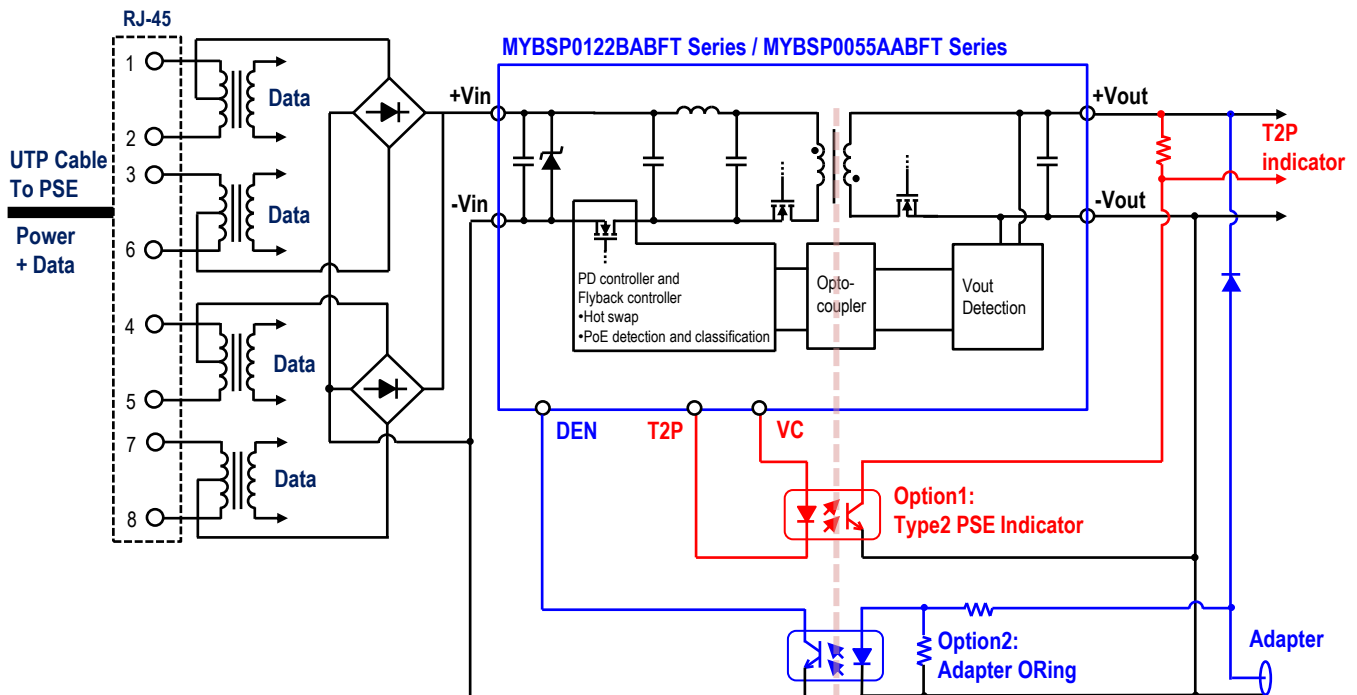 RJ-45
MYBSP0122BABFT Series / MYBSP0055AABFT Series
1
Data
2
+Vin
+Vout
T2P
indicator
UTP Cable
To PSE
3
Data
-Vin
-Vout
Power
+ Data
6
PD controller and
Flyback controller
•Hot swap
•PoE detection and classification
Opto-
coupler
Vout
Detection
4
Data
5
DEN
T2P
VC
7
Data
8
Option1:
Type2 PSE Indicator
Option2:
Adapter ORing
Adapter